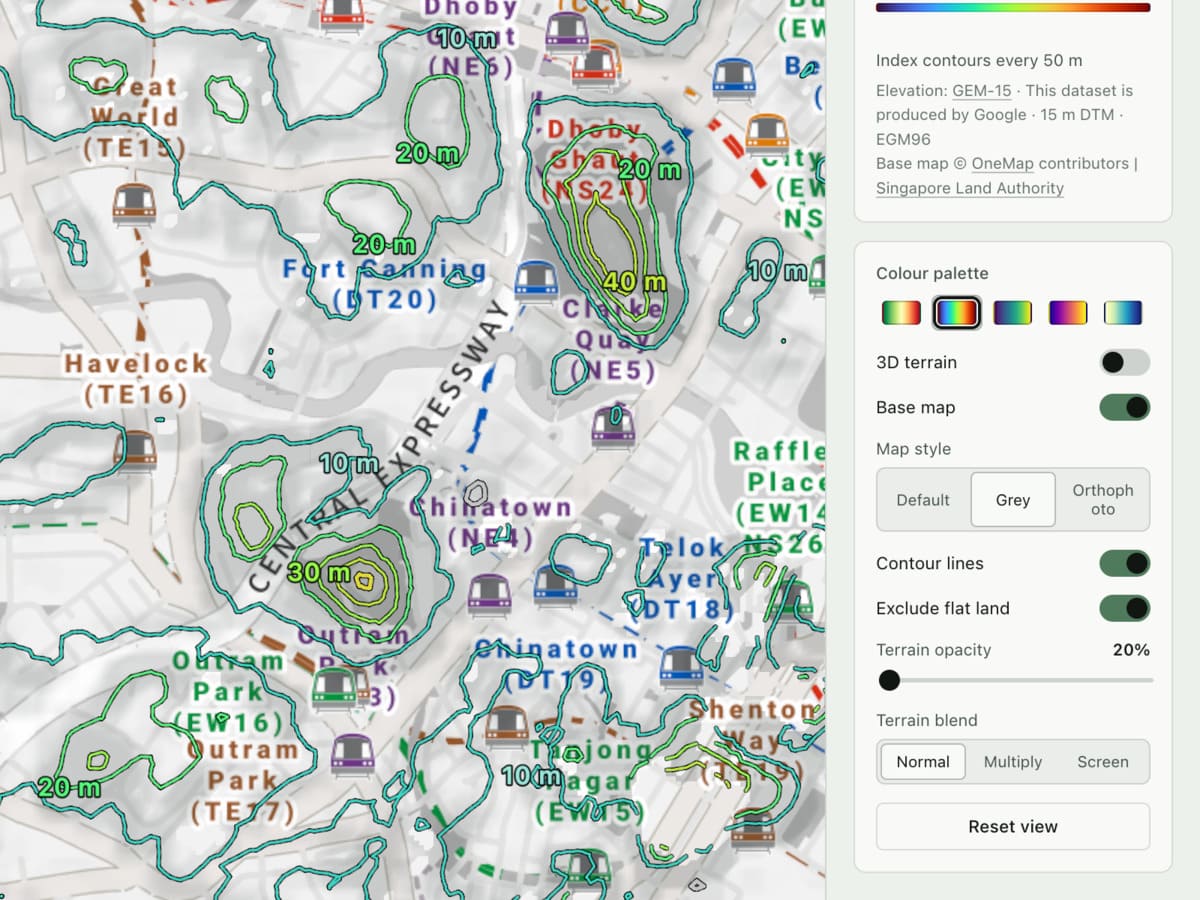 Dhoby
Ghaut
(NE6)
10 m
Great
World
(TE15)
20 m
Dhoby
Ghaut
(NS24)
20 m
20 m
Fort Canning
(DT20)
40 m
10 m
Clarke
Quay
(NE5)
Havelock
(TE16)
CENTRAL EXPRESSWAY
10 m
Raffle
Place
(EW14
NS26
Chinatown
(NE4)
Telok
Ayer
(DT18)
30 m
Outram
Chinatown
(DT19)
Outram
Park
(EW16)
Outram
Park
(TE17)
20 m
Shenton
Way
(TE19)
Tanjong
Pagar
(EW15)
10 m
Index contours every 50 m
Elevation: GEM-15 · This dataset is
produced by Google · 15 m DTM ·
EGM96
Base map © OneMap contributors |
Singapore Land Authority
Colour palette
3D terrain
Base map
Map style
Default
Grey
Orthoph
oto
Contour lines
Exclude flat land
Terrain opacity
20%
Terrain blend
Normal
Multiply
Screen
Reset view